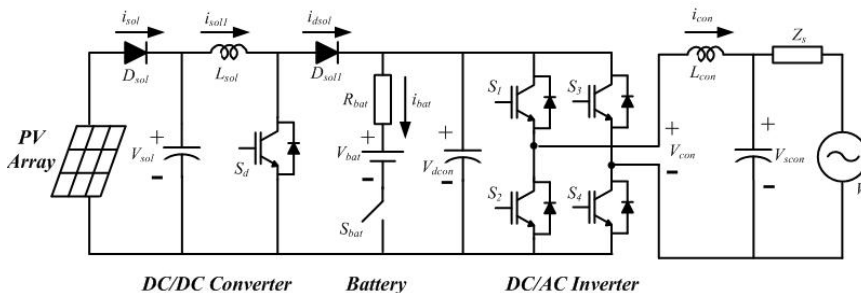 i_sol
i_sol1
i_dsol
i_con
Z_s
D_sol
L_sol
D_sol1
L_con
S_1
S_3
R_bat
i_bat
PV
Array
+
V_sol
-
S_d
+
V_bat
-
+
V_dcon
-
+
V_con
-
+
V_scon
-
V
S_2
S_4
S_bat
DC/DC Converter
Battery
DC/AC Inverter